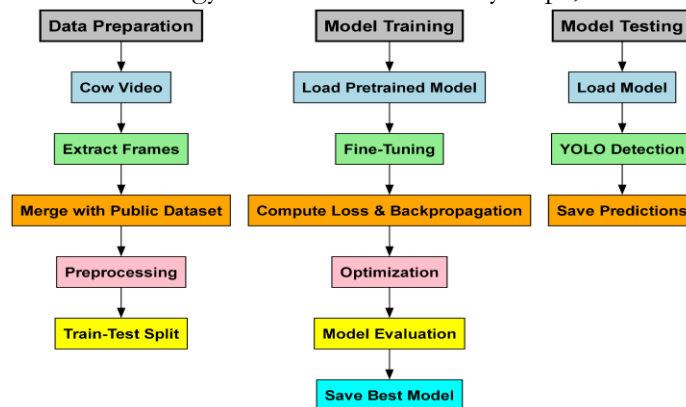 Data Preparation
Cow Video
Extract Frames
Merge with Public Dataset
Preprocessing
Train-Test Split
Model Training
Load Pretrained Model
Fine-Tuning
Compute Loss & Backpropagation
Optimization
Model Evaluation
Save Best Model
Model Testing
Load Model
YOLO Detection
Save Predictions